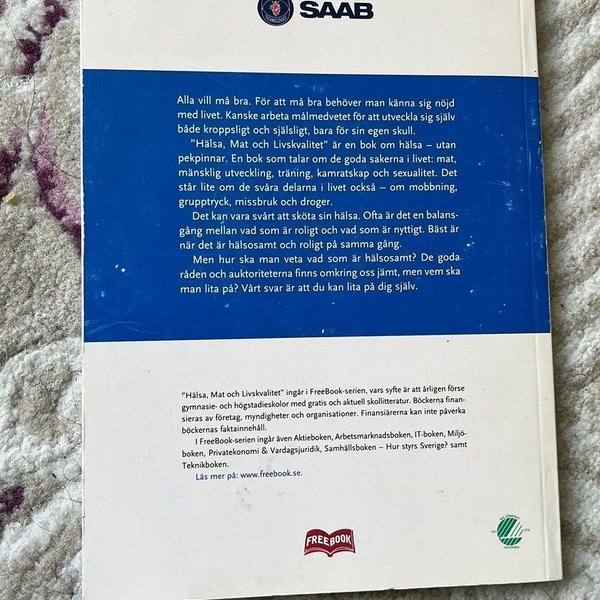 SAAB
Alla vill må bra. För att må bra behöver man känna sig nöjd
med livet. Kanske arbeta målmedvetet för att utveckla sig själv
både kroppsligt och själsligt, bara för sin egen skull.
"Hälsa, Mat och Livskvalitet" är en bok om hälsa – utan
pekpinnar. En bok som talar om de goda sakerna i livet: mat,
mänsklig utveckling, träning, kamratskap och sexualitet. Det
står lite om de svåra delarna i livet också – om mobbning,
grupptryck, missbruk och droger.
Det kan vara svårt att sköta sin hälsa. Ofta är det en balans-
gång mellan vad som är roligt och vad som är nyttigt. Bäst är
när det är hälsosamt och roligt på samma gång.
Men hur ska man veta vad som är hälsosamt? De goda
råden och auktoriteterna finns omkring oss jämt, men vem ska
man lita på? Vårt svar är att du kan lita på dig själv.
"Hälsa, Mat och Livskvalitet" ingår i FreeBook-serien, vars syfte är att årligen förse
gymnasie- och högstadieskolor med gratis och aktuell skollitteratur. Böckerna finan-
sieras av företag, myndigheter och organisationer. Finansiärerna kan inte påverka
böckernas faktainnehåll.
I FreeBook-serien ingår även Aktieboken, Arbetsmarknadsboken, IT-boken, Miljö-
boken, Privatekonomi & Vardagsjuridik, Samhällsboken – Hur styrs Sverige? samt
Teknikboken.
Läs mer på: www.freebook.se.
FREEBOOK